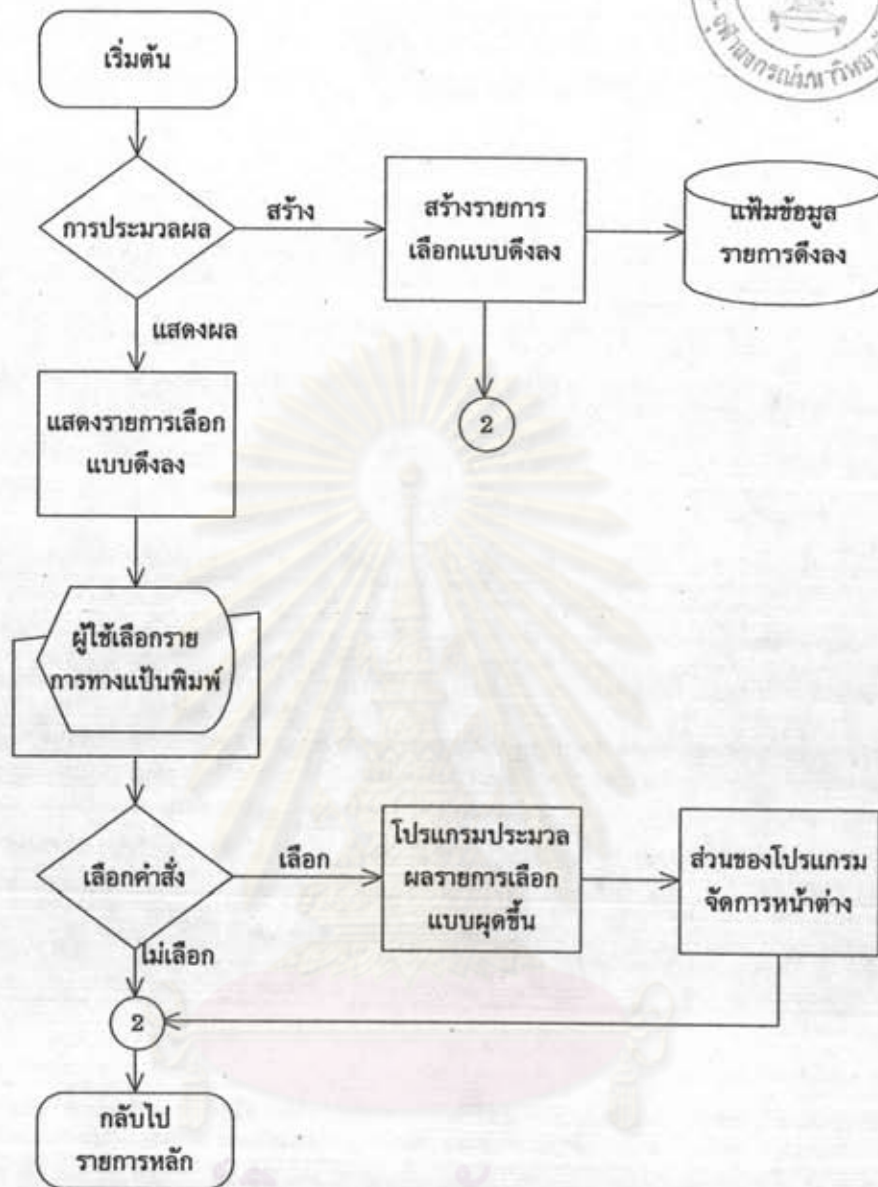 เริ่มต้น
การประมวลผล
สร้าง
สร้างรายการ
เลือกแบบดึงลง
แฟ้มข้อมูล
รายการดึงลง
แสดงผล
2
แสดงรายการเลือก
แบบดึงลง
ผู้ใช้เลือกราย
การทางแป้นพิมพ์
เลือกคำสั่ง
เลือก
โปรแกรมประมวล
ผลรายการเลือก
แบบผุดขึ้น
ส่วนของโปรแกรม
จัดการหน้าต่าง
ไม่เลือก
2
กลับไป
รายการหลัก